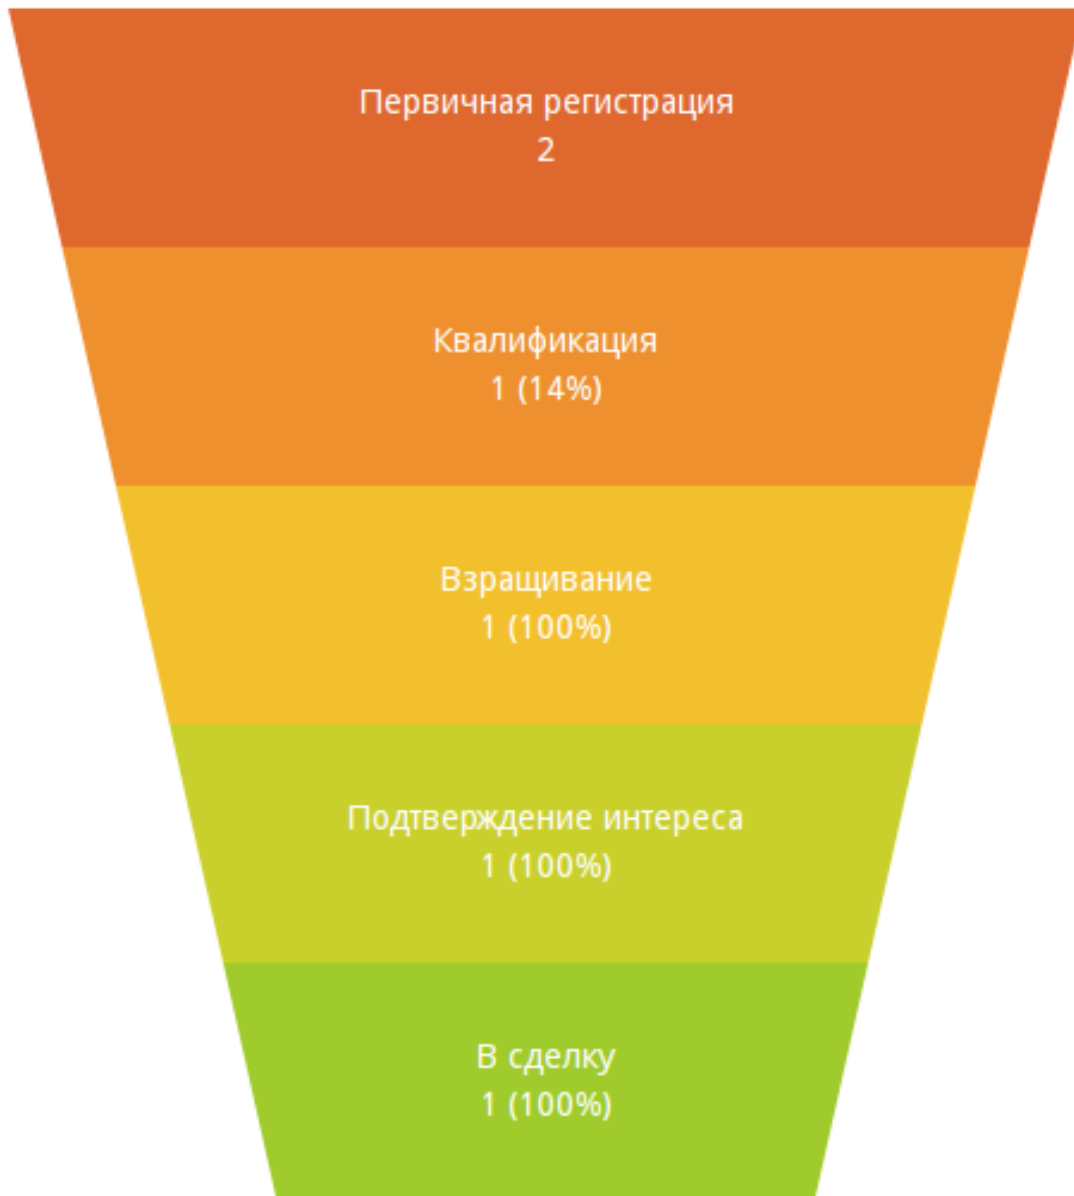 Первичная регистрация
2
Квалификация
1 (14%)
Взращивание
1 (100%)
Подтверждение интереса
1 (100%)
В сделку
1 (100%)